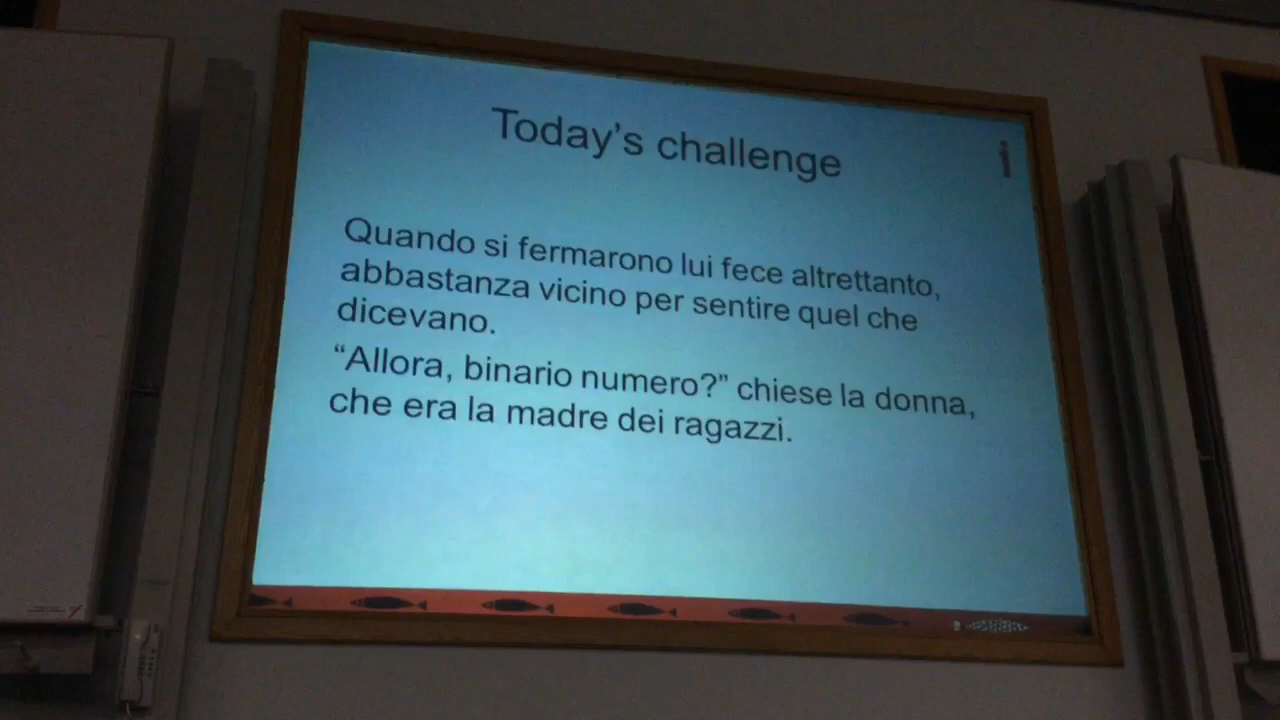 Today's challenge
i
Quando si fermarono lui fece altrettanto,
abbastanza vicino per sentire quel che
dicevano.
“Allora, binario numero?” chiese la donna,
che era la madre dei ragazzi.